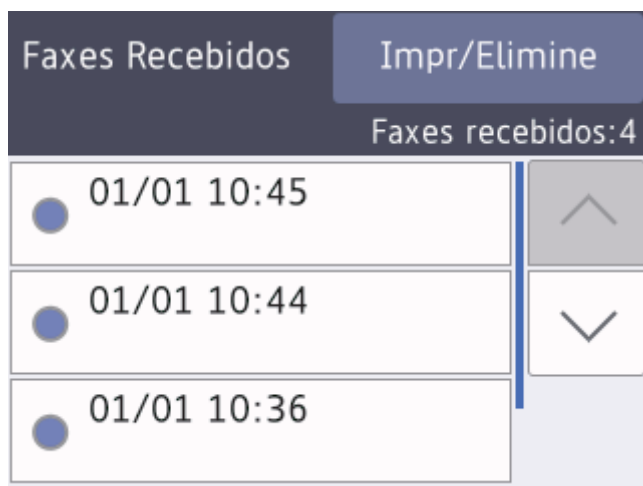 Faxes Recebidos
Impr/Elimine
Faxes recebidos:4
01/01 10:45
01/01 10:44
01/01 10:36